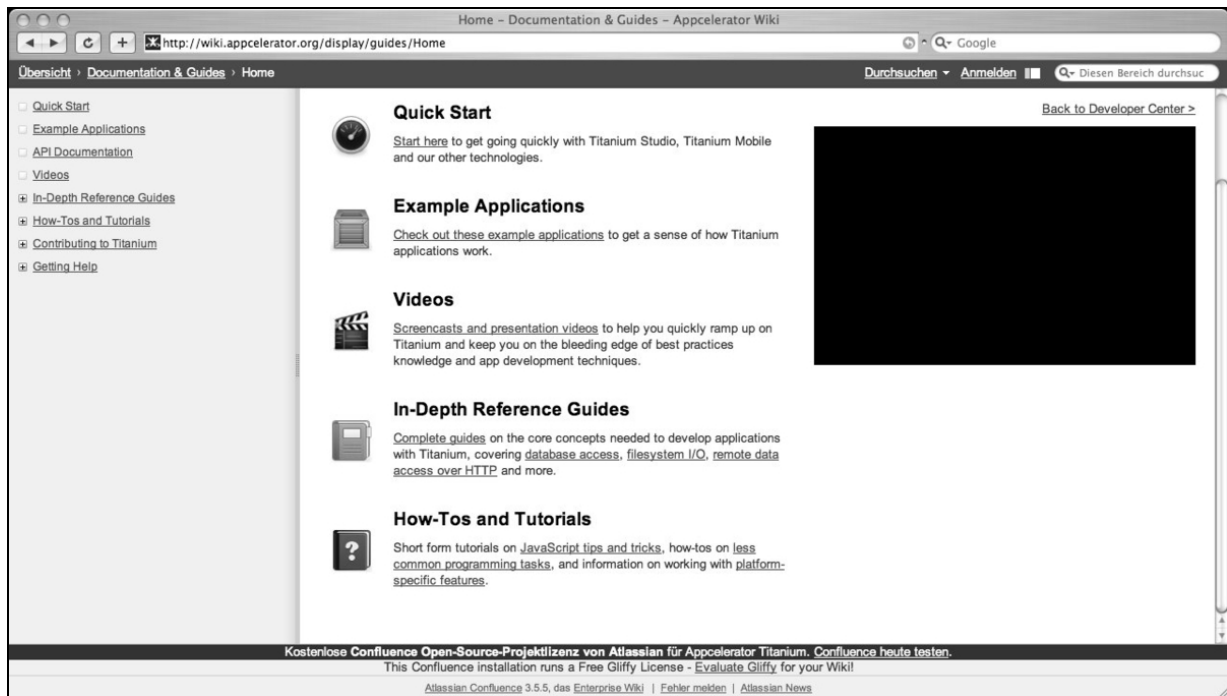 Home – Documentation & Guides – Appcelerator Wiki
http://wiki.appcelerator.org/display/guides/Home
Google
Übersicht › Documentation & Guides › Home
Durchsuchen
Anmelden
Diesen Bereich durchsuc
Quick Start
Example Applications
API Documentation
Videos
In-Depth Reference Guides
How-Tos and Tutorials
Contributing to Titanium
Getting Help
Quick Start
Start here to get going quickly with Titanium Studio, Titanium Mobile
and our other technologies.
Example Applications
Check out these example applications to get a sense of how Titanium
applications work.
Videos
Screencasts and presentation videos to help you quickly ramp up on
Titanium and keep you on the bleeding edge of best practices
knowledge and app development techniques.
In-Depth Reference Guides
Complete guides on the core concepts needed to develop applications
with Titanium, covering database access, filesystem I/O, remote data
access over HTTP and more.
How-Tos and Tutorials
Short form tutorials on JavaScript tips and tricks, how-tos on less
common programming tasks, and information on working with platform-
specific features.
Back to Developer Center >
Kostenlose Confluence Open-Source-Projektlizenz von Atlassian für Appcelerator Titanium. Confluence heute testen.
This Confluence installation runs a Free Gliffy License - Evaluate Gliffy for your Wiki!
Atlassian Confluence 3.5.5, das Enterprise Wiki | Fehler melden | Atlassian News